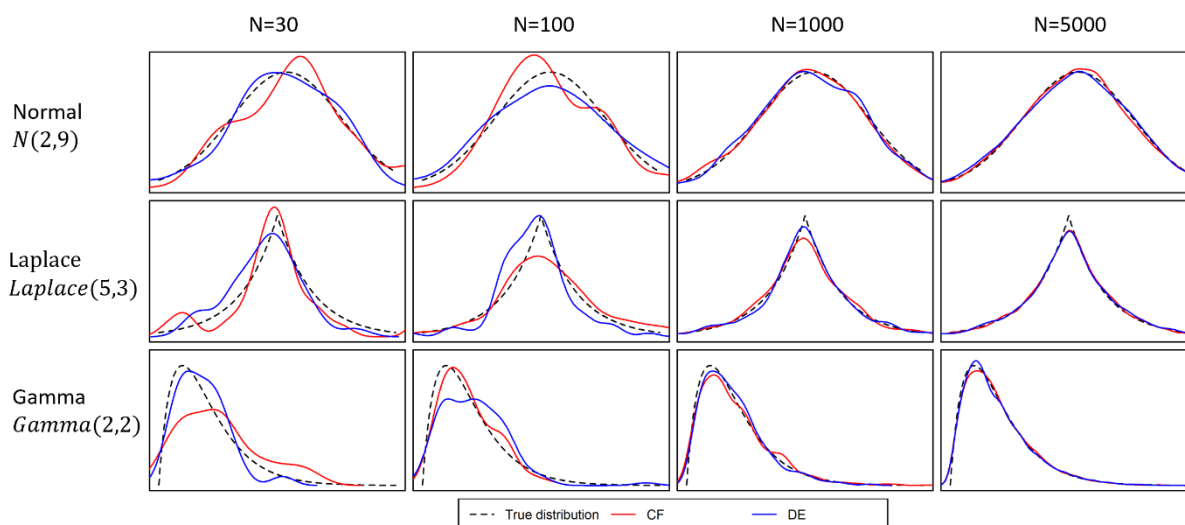 N=30 N=100 N=1000 N=5000
Normal
N(2,9)
Laplace
Laplace(5,3)
Gamma
Gamma(2,2)
True distribution CF DE